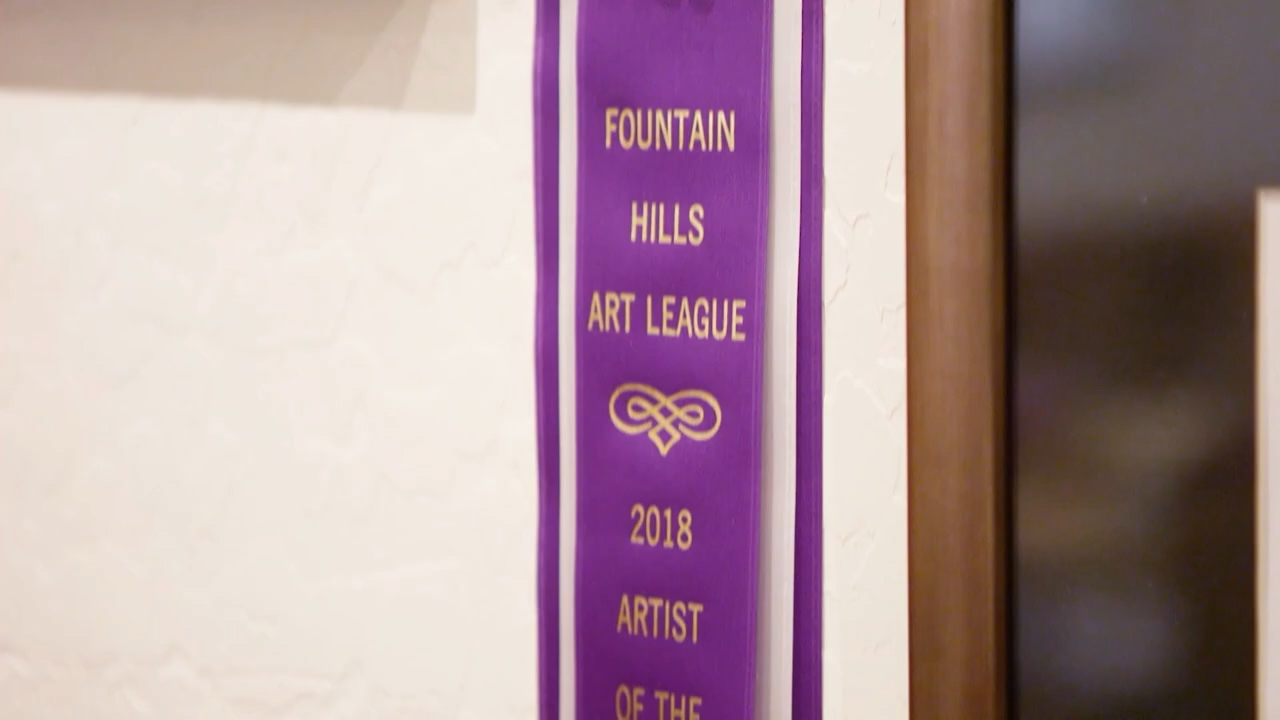 FOUNTAIN
HILLS
ART LEAGUE
2018
ARTIST
OF THE